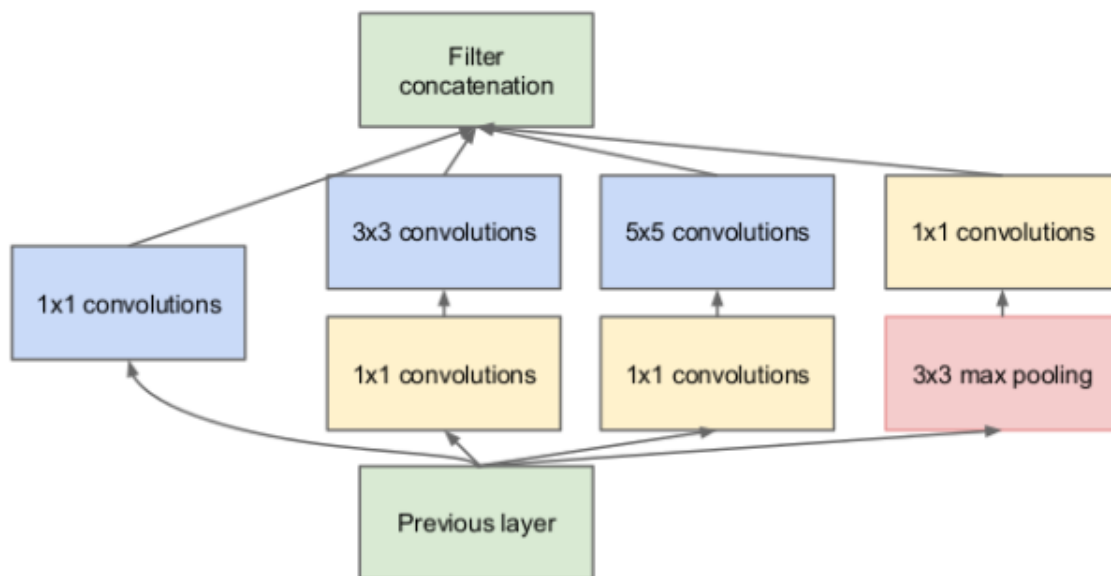 Filter
concatenation
3x3 convolutions
5x5 convolutions
1x1 convolutions
1x1 convolutions
1x1 convolutions
1x1 convolutions
3x3 max pooling
Previous layer